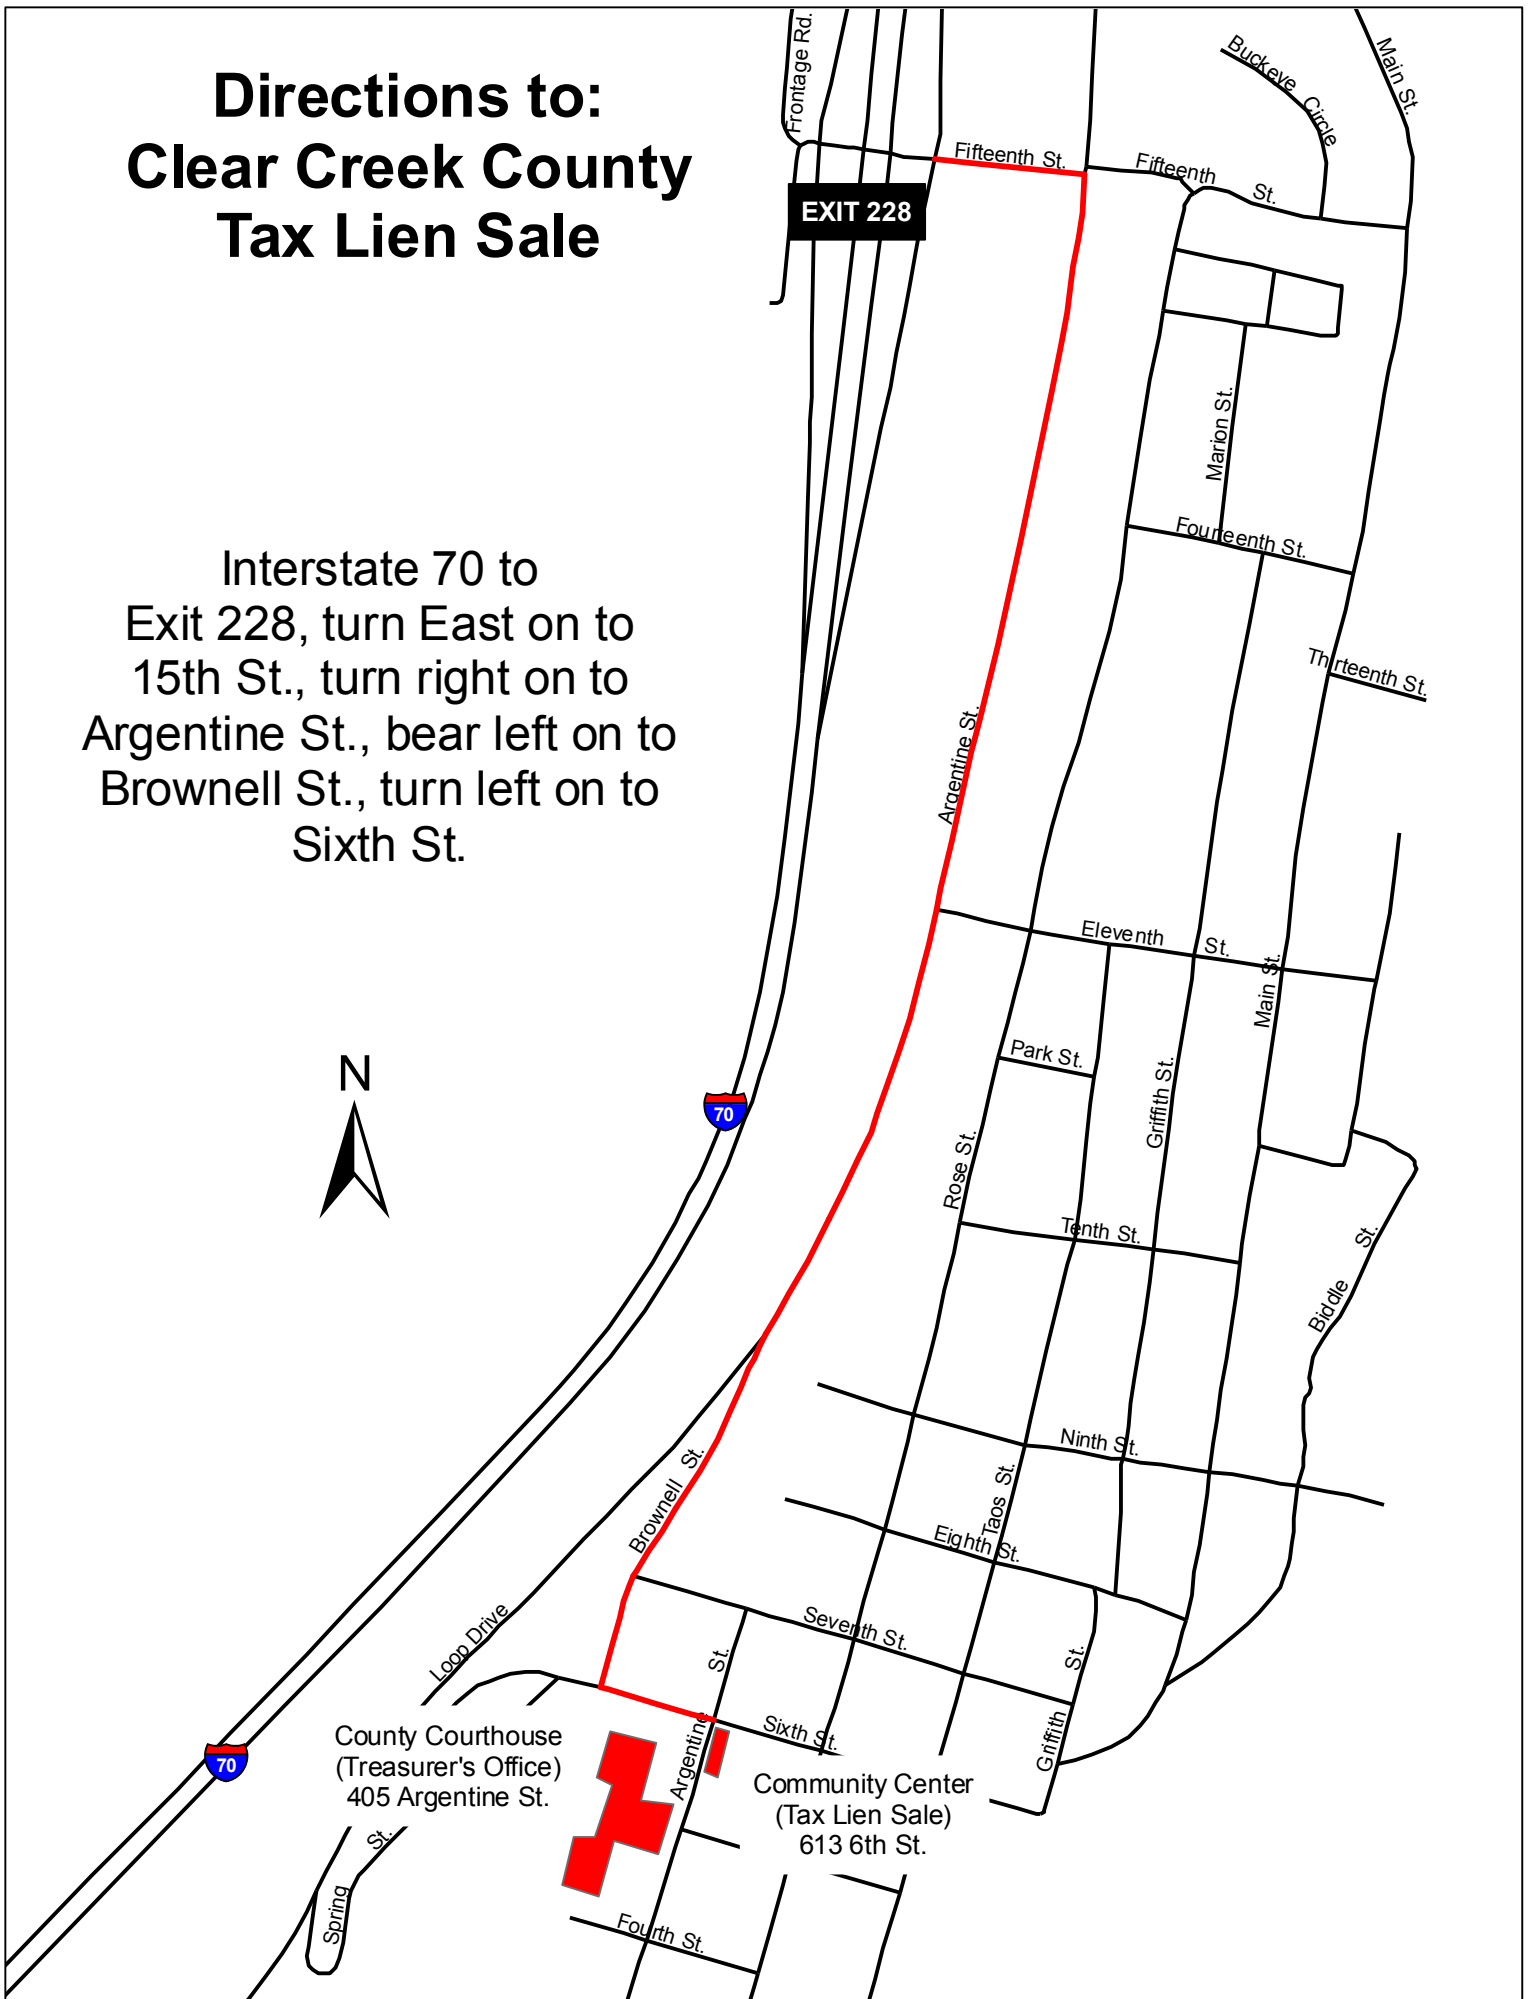 Directions to:
Clear Creek County
Tax Lien Sale
Interstate 70 to
Exit 228, turn East on to
15th St., turn right on to
Argentine St., bear left on to
Brownell St., turn left on to
Sixth St.
N
Frontage Rd.
EXIT 228
Fifteenth St.
Fifteenth St.
Buckeye Circle
Main St.
Marion St.
Fourteenth St.
Thirteenth St.
Argentine St.
Eleventh St.
Main St.
Park St.
Griffith St.
70
Rose St.
Tenth St.
Biddle St.
Ninth St.
Taos St.
Brownell St.
Eighth St.
Loop Drive
Seventh St.
Argentine St.
Sixth St.
Griffith St.
70
County Courthouse
(Treasurer's Office)
405 Argentine St.
Community Center
(Tax Lien Sale)
613 6th St.
Spring St.
Fourth St.